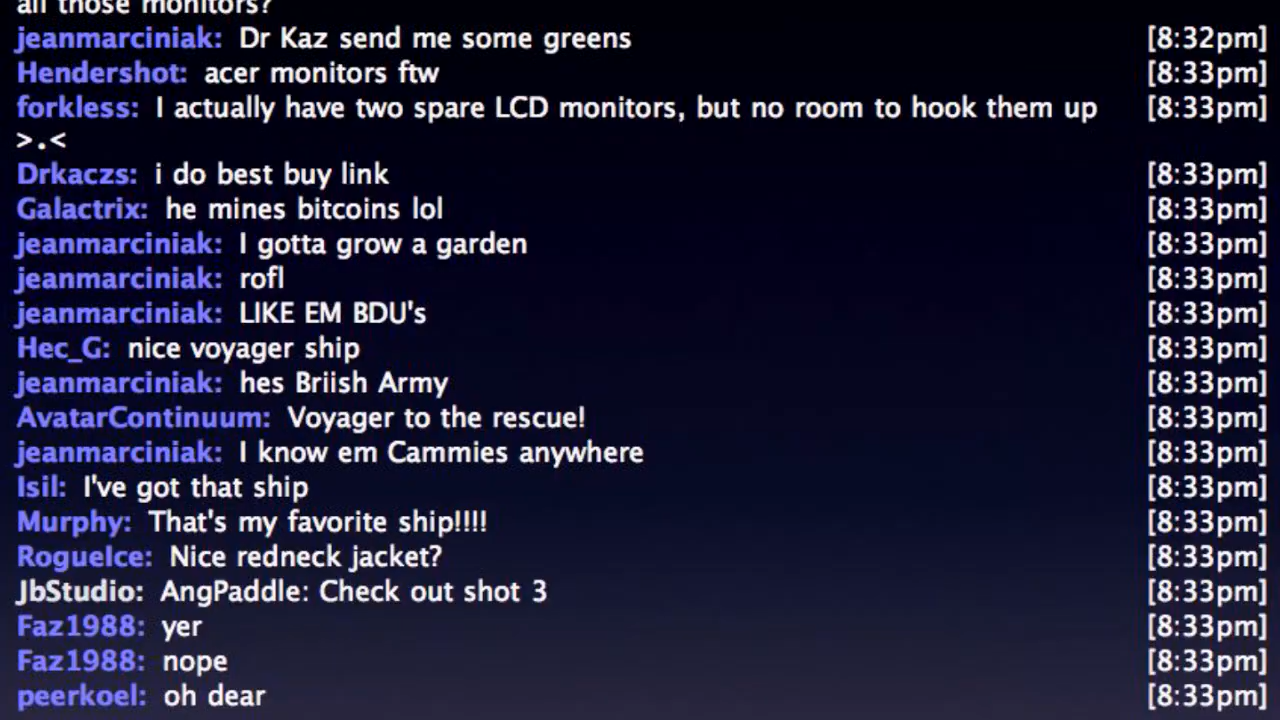 all those monitors?
jeanmarciniak: Dr Kaz send me some greens [8:32pm]
Hendershot: acer monitors ftw [8:33pm]
forkless: I actually have two spare LCD monitors, but no room to hook them up [8:33pm]
>.<
Drkaczs: i do best buy link [8:33pm]
Galactrix: he mines bitcoins lol [8:33pm]
jeanmarciniak: I gotta grow a garden [8:33pm]
jeanmarciniak: rofl [8:33pm]
jeanmarciniak: LIKE EM BDU's [8:33pm]
Hec_G: nice voyager ship [8:33pm]
jeanmarciniak: hes Briish Army [8:33pm]
AvatarContinuum: Voyager to the rescue! [8:33pm]
jeanmarciniak: I know em Cammies anywhere [8:33pm]
Isil: I've got that ship [8:33pm]
Murphy: That's my favorite ship!!!! [8:33pm]
RogueIce: Nice redneck jacket? [8:33pm]
JbStudio: AngPaddle: Check out shot 3 [8:33pm]
Faz1988: yer [8:33pm]
Faz1988: nope [8:33pm]
peerkoel: oh dear [8:33pm]